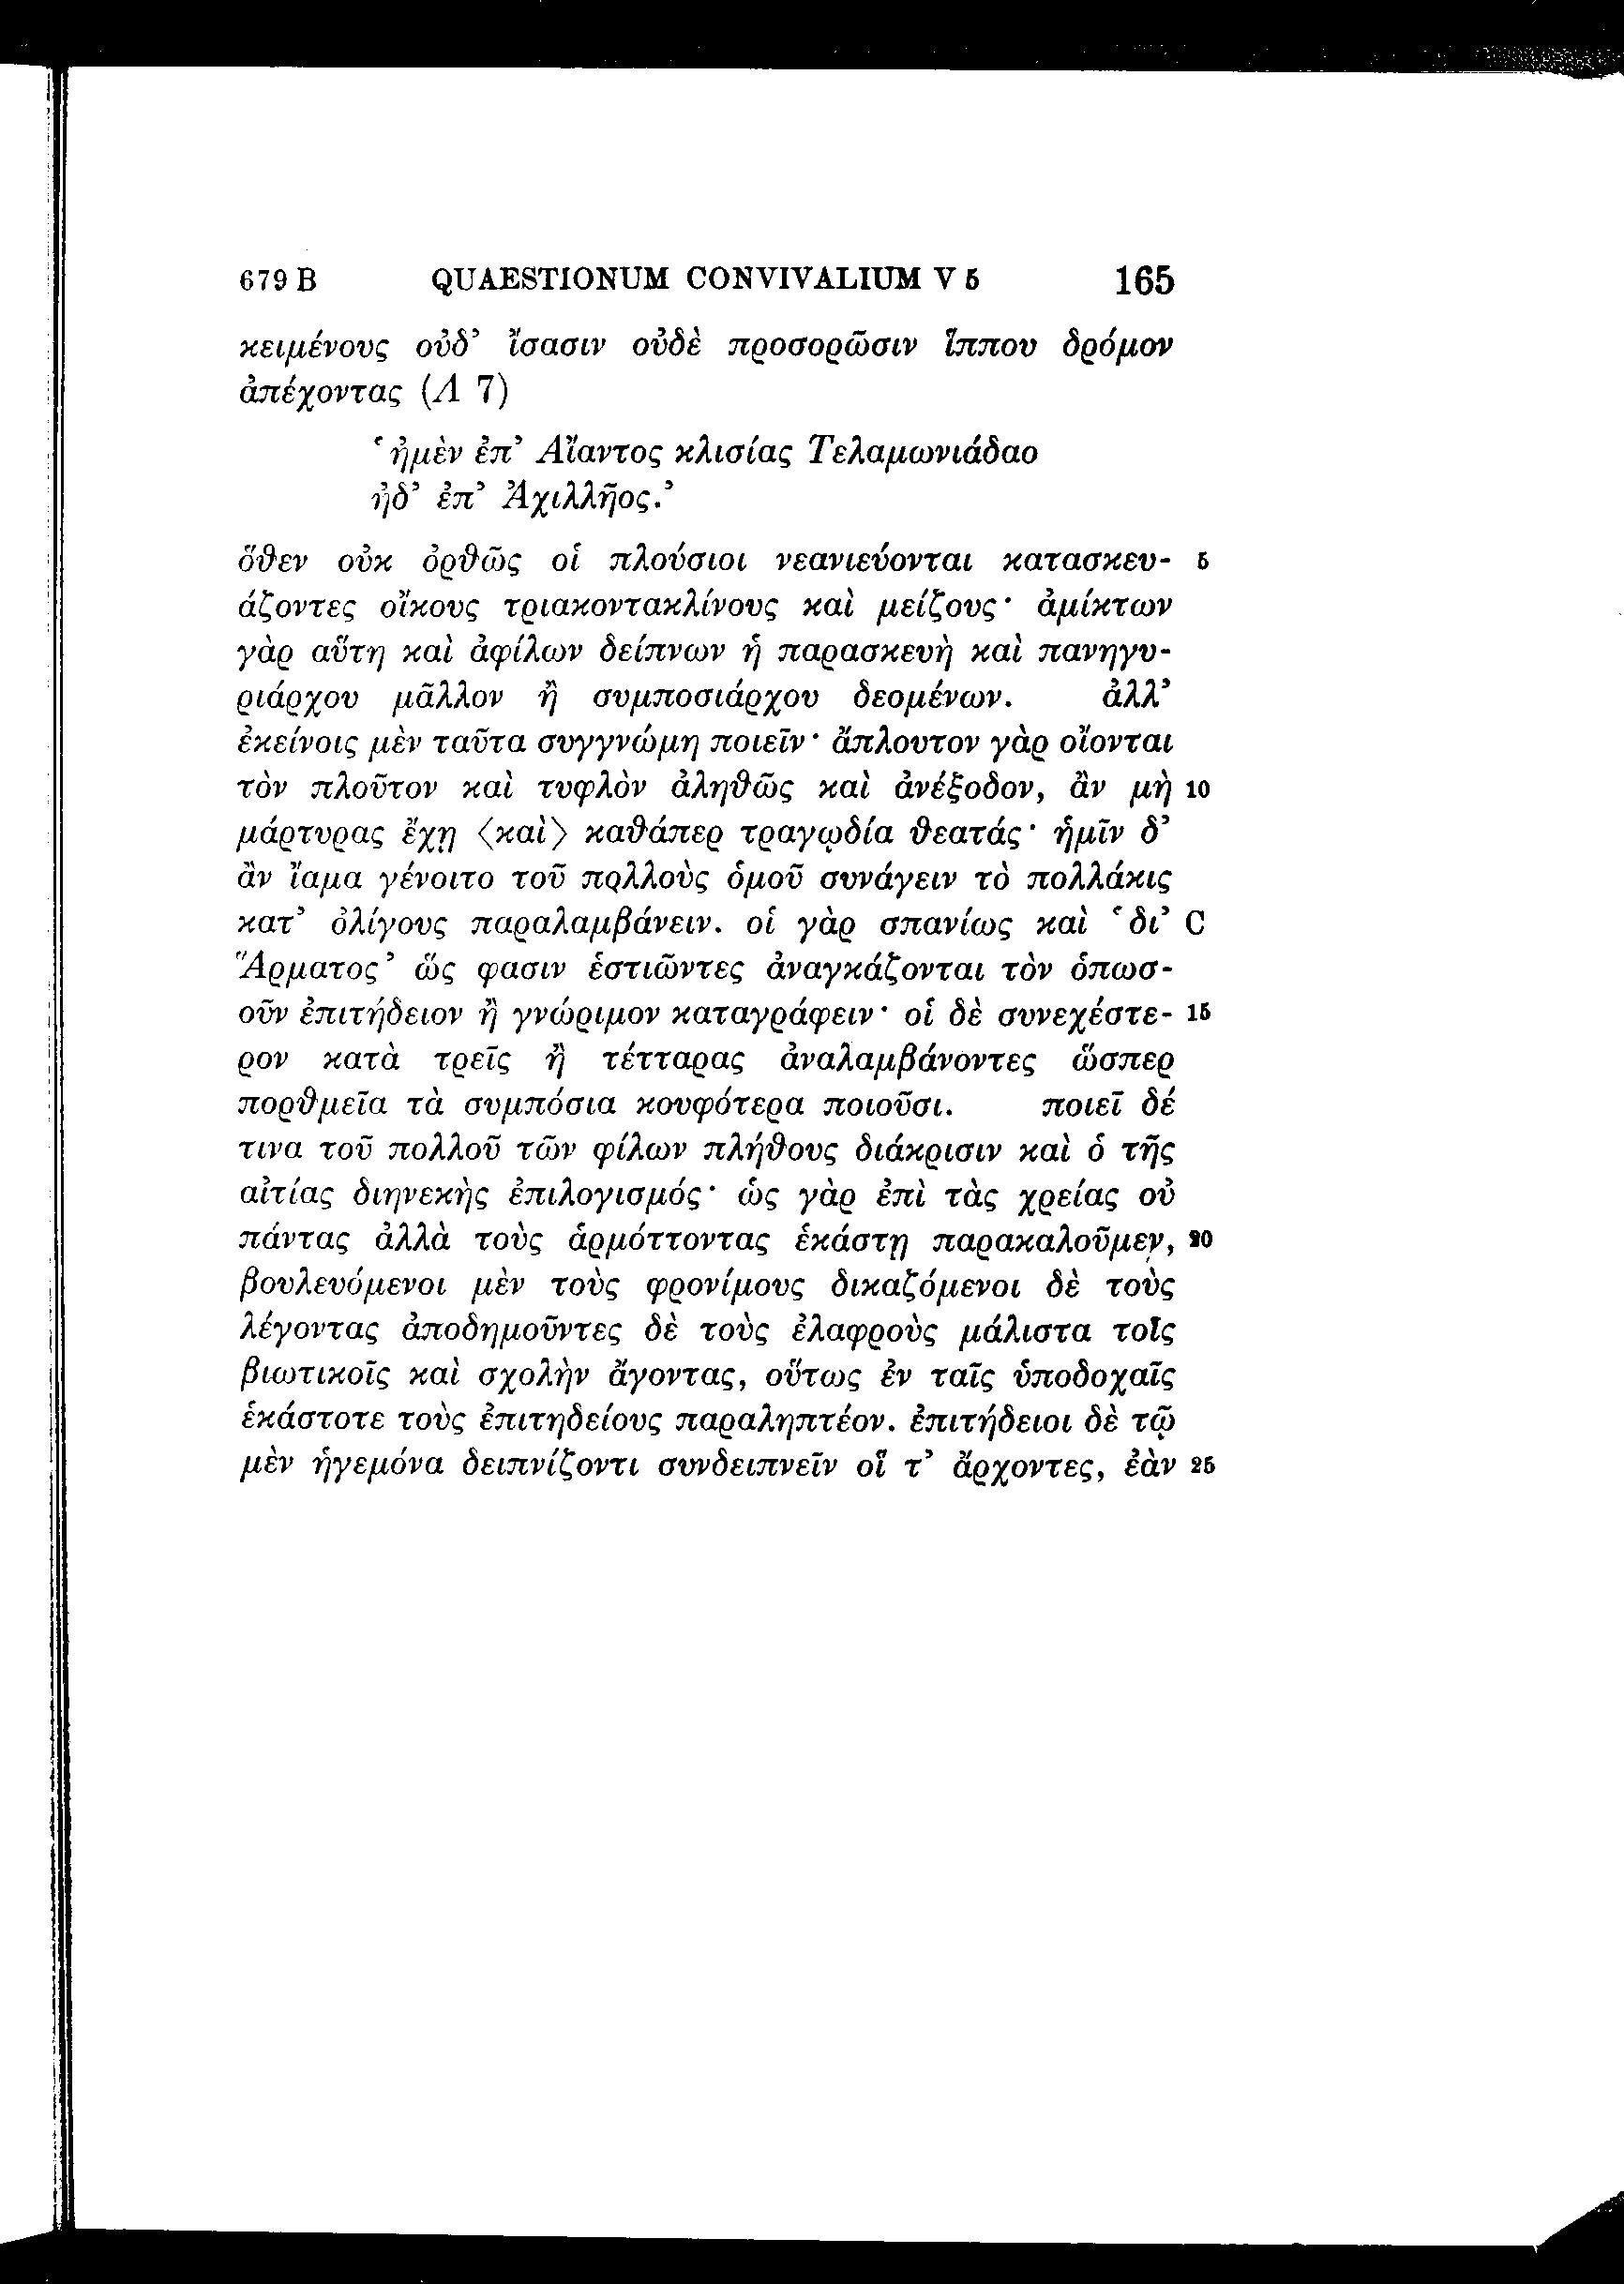 679 B QUAESTIONUM CONVIVALIUM V 5 165
κειμένους οὐδ’ ἴσασιν οὐδὲ προσορῶσιν ἵππου δρόμον
ἀπέχοντας (Λ 7)
‘ἠμὲν ἐπ’ Αἴαντος κλισίας Τελαμωνιάδαο
ἠδ’ ἐπ’ Ἀχιλλῆος.’
ὅθεν οὐκ ὀρθῶς οἱ πλούσιοι νεανιεύονται κατασκευ- 5
άζοντες οἴκους τριακοντακλίνους καὶ μείζους· ἀμίκτων
γὰρ αὕτη καὶ ἀφίλων δείπνων ἡ παρασκευὴ καὶ πανηγυ-
ριάρχου μᾶλλον ἢ συμποσιάρχου δεομένων. ἀλλ’
ἐκείνοις μὲν ταῦτα συγγνώμη ποιεῖν· ἄπλουτον γὰρ οἴονται
τὸν πλοῦτον καὶ τυφλὸν ἀληθῶς καὶ ἀνέξοδον, ἂν μὴ 10
μάρτυρας ἔχῃ 〈καὶ〉 καθάπερ τραγῳδία θεατάς· ἡμῖν δ’
ἂν ἴαμα γένοιτο τοῦ πολλοὺς ὁμοῦ συνάγειν τὸ πολλάκις
κατ’ ὀλίγους παραλαμβάνειν. οἱ γὰρ σπανίως καὶ ‘δι’ C
Ἅρματος’ ὥς φασιν ἑστιῶντες ἀναγκάζονται τὸν ὁπωσ-
οῦν ἐπιτήδειον ἢ γνώριμον καταγράφειν· οἱ δὲ συνεχέστε- 15
ρον κατὰ τρεῖς ἢ τέτταρας ἀναλαμβάνοντες ὥσπερ
πορθμεῖα τὰ συμπόσια κουφότερα ποιοῦσι. ποιεῖ δέ
τινα τοῦ πολλοῦ τῶν φίλων πλήθους διάκρισιν καὶ ὁ τῆς
αἰτίας διηνεκὴς ἐπιλογισμός· ὡς γὰρ ἐπὶ τὰς χρείας οὐ
πάντας ἀλλὰ τοὺς ἁρμόττοντας ἑκάστῃ παρακαλοῦμεν, 20
βουλευόμενοι μὲν τοὺς φρονίμους δικαζόμενοι δὲ τοὺς
λέγοντας ἀποδημοῦντες δὲ τοὺς ἐλαφροὺς μάλιστα τοῖς
βιωτικοῖς καὶ σχολὴν ἄγοντας, οὕτως ἐν ταῖς ὑποδοχαῖς
ἑκάστοτε τοὺς ἐπιτηδείους παραληπτέον. ἐπιτήδειοι δὲ τῷ
μὲν ἡγεμόνα δειπνίζοντι συνδειπνεῖν οἵ τ’ ἄρχοντες, ἐὰν 25